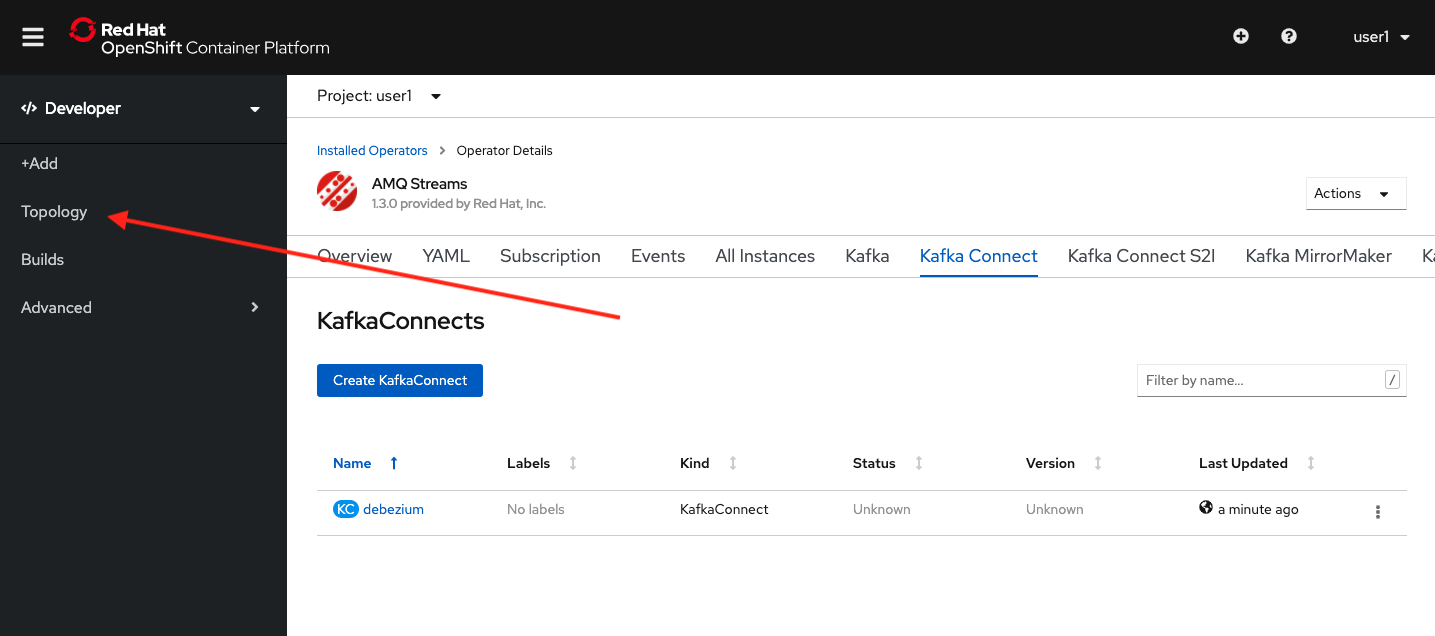 Red Hat
OpenShift Container Platform
user1
Developer
+Add
Topology
Builds
Advanced
Project: user1
Installed Operators > Operator Details
AMQ Streams
1.3.0 provided by Red Hat, Inc.
Actions
Overview YAML Subscription Events All Instances Kafka Kafka Connect Kafka Connect S2I Kafka MirrorMaker
KafkaConnects
Create KafkaConnect
Filter by name... /
Name Labels Kind Status Version Last Updated
KC debezium No labels KafkaConnect Unknown Unknown a minute ago